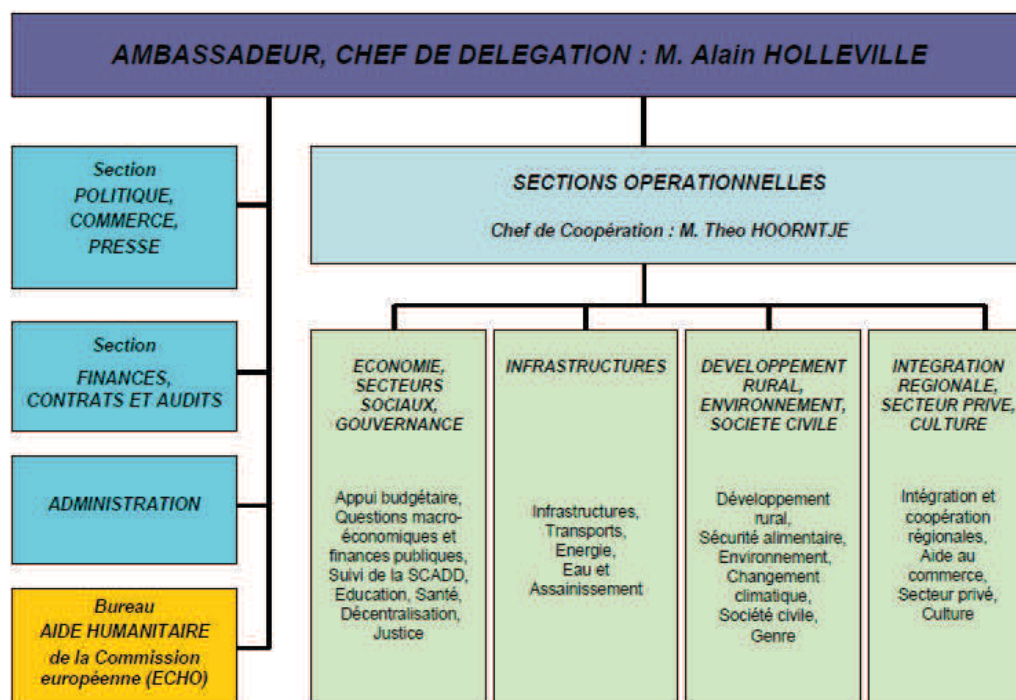 AMBASSADEUR, CHEF DE DELEGATION : M. Alain HOLLEVILLE
Section
POLITIQUE,
COMMERCE,
PRESSE
Section
FINANCES,
CONTRATS ET AUDITS
ADMINISTRATION
Bureau
AIDE HUMANITAIRE
de la Commission
européenne (ECHO)
SECTIONS OPERATIONNELLES
Chef de Coopération : M. Theo HOORNTJE
ECONOMIE,
SECTEURS
SOCIAUX,
GOUVERNANCE
Appui budgétaire,
Questions macro-
économiques et
finances publiques,
Suivi de la SCADD,
Education, Santé,
Décentralisation,
Justice
INFRASTRUCTURES
Infrastructures,
Transports,
Energie,
Eau et
Assainissement
DEVELOPPEMENT
RURAL,
ENVIRONNEMENT,
SOCIETE CIVILE
Développement
rural,
Sécurité alimentaire,
Environnement,
Changement
climatique,
Société civile,
Genre
INTEGRATION
REGIONALE,
SECTEUR PRIVE,
CULTURE
Intégration et
coopération
régionales,
Aide au
commerce,
Secteur privé,
Culture